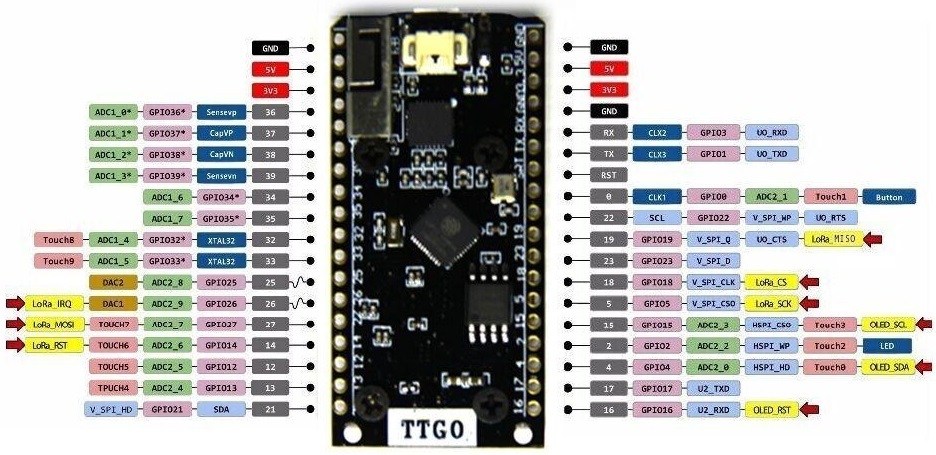 GND
5V
3V3
ADC1_0* GPIO36* Sensevp 36
ADC1_1* GPIO37* CapVP 37
ADC1_2* GPIO38* CapVN 38
ADC1_3* GPIO39* Sensevn 39
ADC1_6 GPIO34* 34
ADC1_7 GPIO35* 35
Touch8 ADC1_4 GPIO32* XTAL32 32
Touch9 ADC1_5 GPIO33* XTAL32 33
DAC2 ADC2_8 GPIO25 25
LoRa_IRQ DAC1 ADC2_9 GPIO26 26
LoRa_MOSI TOUCH7 ADC2_7 GPIO27 27
LoRa_RST TOUCH6 ADC2_6 GPIO14 14
TOUCH5 ADC2_5 GPIO12 12
TPUCH4 ADC2_4 GPIO13 13
V_SPI_HD GPIO21 SDA 21
TTGO
GND
5V
3V3
GND
RX CLX2 GPIO3 UO_RXD
TX CLX3 GPIO1 UO_TXD
RST
0 CLK1 GPIO0 ADC2_1 Touch1 Button
22 SCL GPIO22 V_SPI_WP UO_RTS
19 GPIO19 V_SPI_Q UO_CTS LoRa_MISO
23 GPIO23 V_SPI_D
18 GPIO18 V_SPI_CLK LoRa_CS
5 GPIO5 V_SPI_CSO LoRa_SCK
15 GPIO15 ADC2_3 HSPI_CSO Touch3 OLED_SCL
2 GPIO2 ADC2_2 HSPI_WP Touch2 LED
4 GPIO4 ADC2_0 HSPI_HD Touch0 OLED_SDA
17 GPIO17 U2_TXD
16 GPIO16 U2_RXD OLED_RST